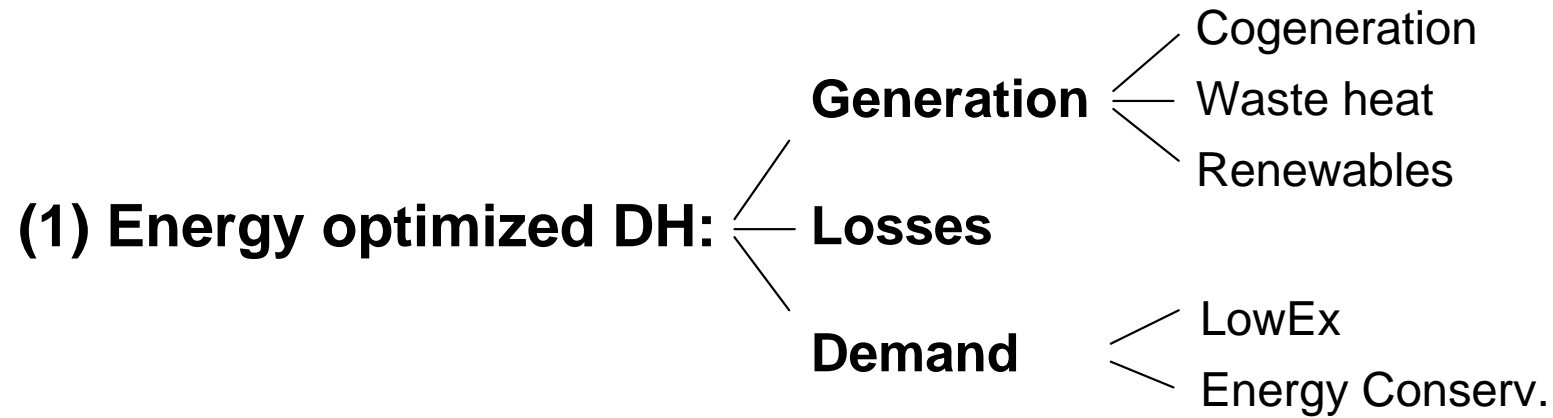 Cogeneration
Generation
Waste heat
Renewables
(1) Energy optimized DH:
Losses
LowEx
Demand
Energy Conserv.